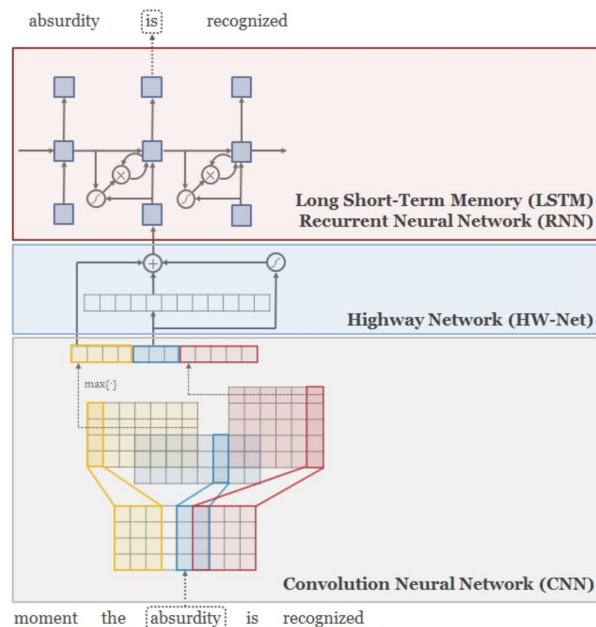 absurdity is recognized
Long Short-Term Memory (LSTM)
Recurrent Neural Network (RNN)
Highway Network (HW-Net)
max{·}
Convolution Neural Network (CNN)
moment the absurdity is recognized